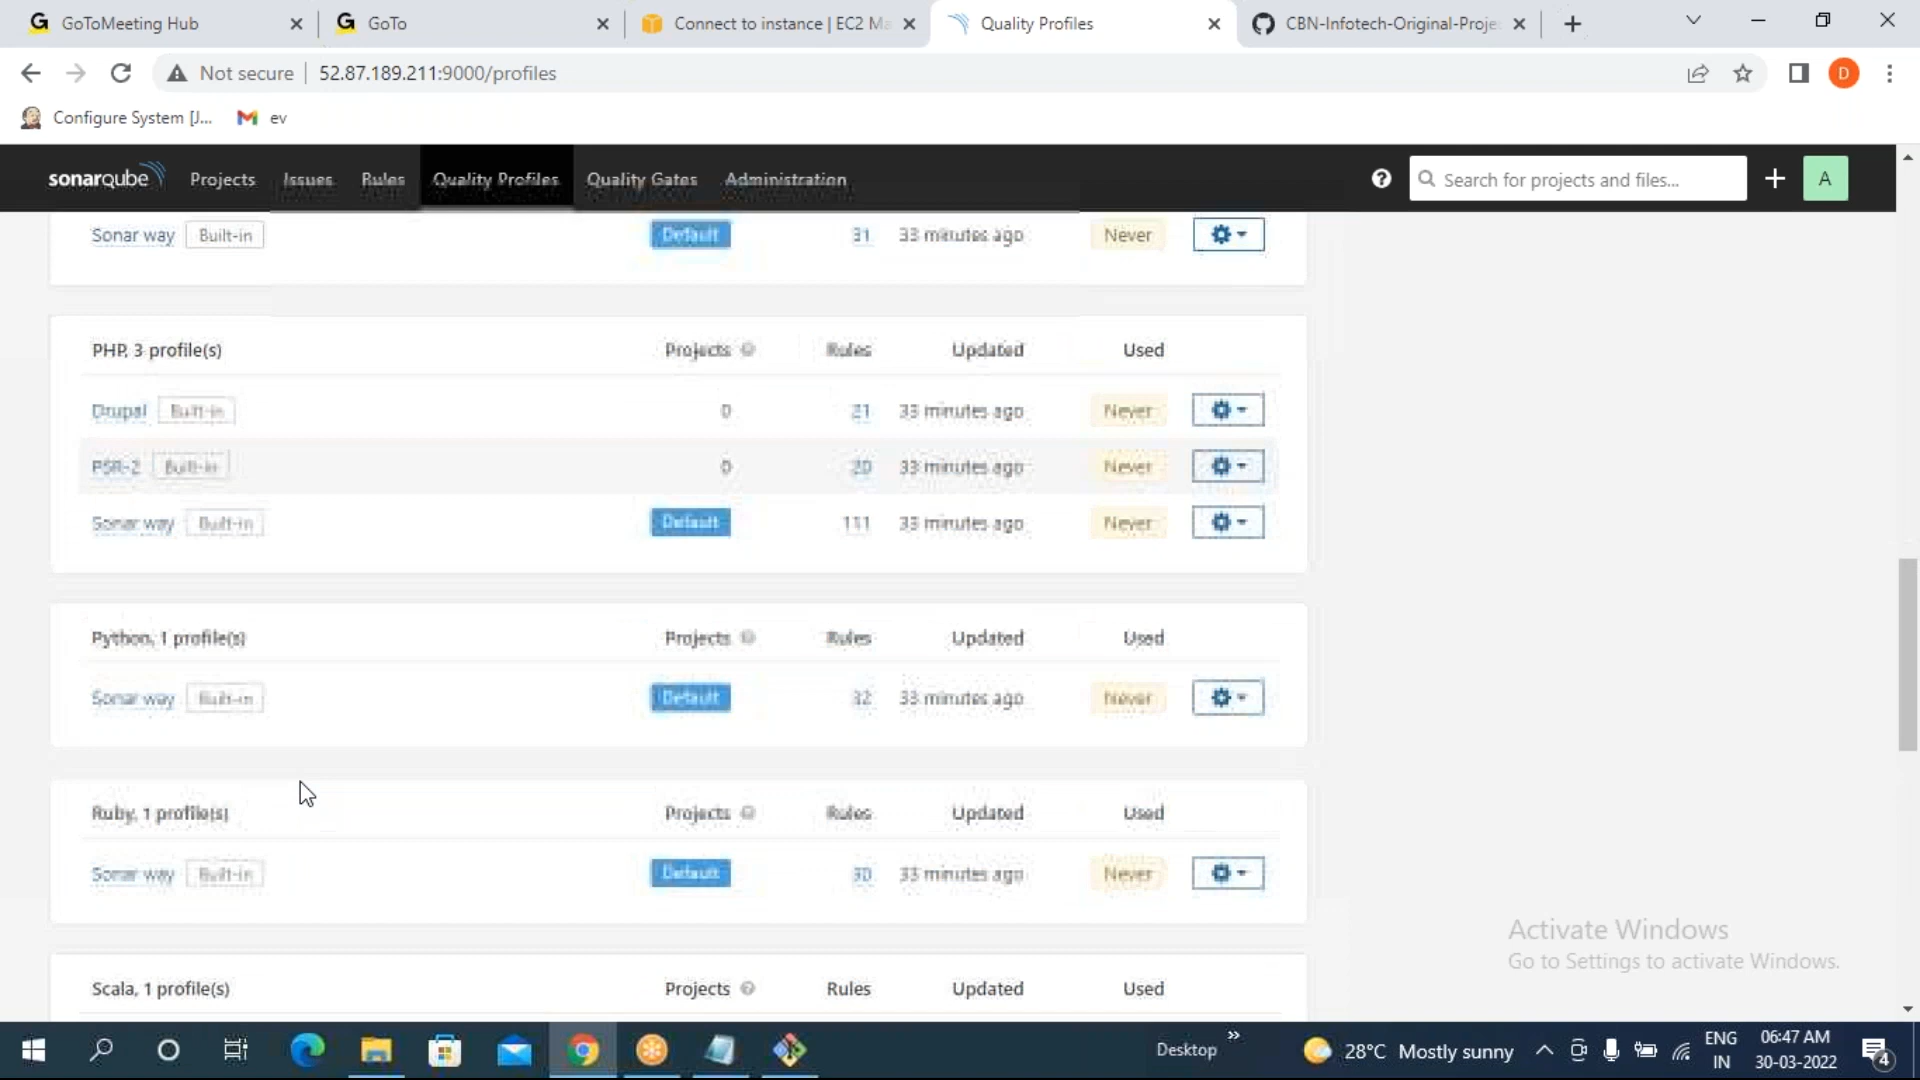 GoToMeeting Hub
GoTo
Connect to instance | EC2 Ma
Quality Profiles
CBN-Infotech-Original-Projec
Not secure
52.87.189.211:9000/profiles
D
Configure System [J...
ev
sonarqube
Projects
Issues
Rules
Quality Profiles
Quality Gates
Administration
Search for projects and files...
A
Sonar way Built-in Default 31 33 minutes ago Never
PHP, 3 profile(s) Projects Rules Updated Used
Drupal Built-in 0 21 33 minutes ago Never
PSR-2 Built-in 0 20 33 minutes ago Never
Sonar way Built-in Default 111 33 minutes ago Never
Python, 1 profile(s) Projects Rules Updated Used
Sonar way Built-in Default 32 33 minutes ago Never
Ruby, 1 profile(s) Projects Rules Updated Used
Sonar way Built-in Default 30 33 minutes ago Never
Scala, 1 profile(s) Projects Rules Updated Used
Activate Windows
Go to Settings to activate Windows.
Desktop
28°C Mostly sunny
ENG
IN
06:47 AM
30-03-2022
4